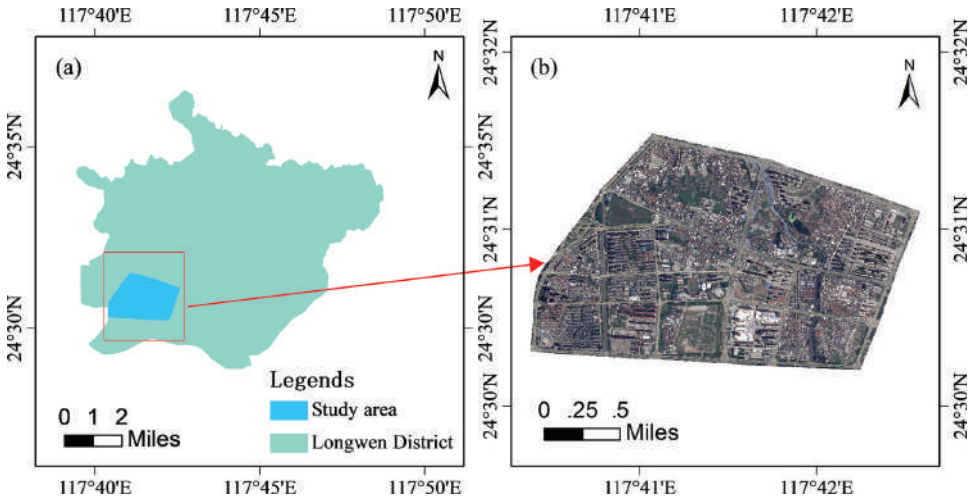 117°40'E 117°45'E 117°50'E
117°41'E 117°42'E
(a)
N
24°35'N
24°30'N
24°35'N
24°30'N
Legends
Study area
Longwen District
0 1 2
Miles
117°40'E 117°45'E 117°50'E
(b)
N
24°32'N
24°31'N
24°30'N
24°32'N
24°31'N
24°30'N
0 .25 .5
Miles
117°41'E 117°42'E